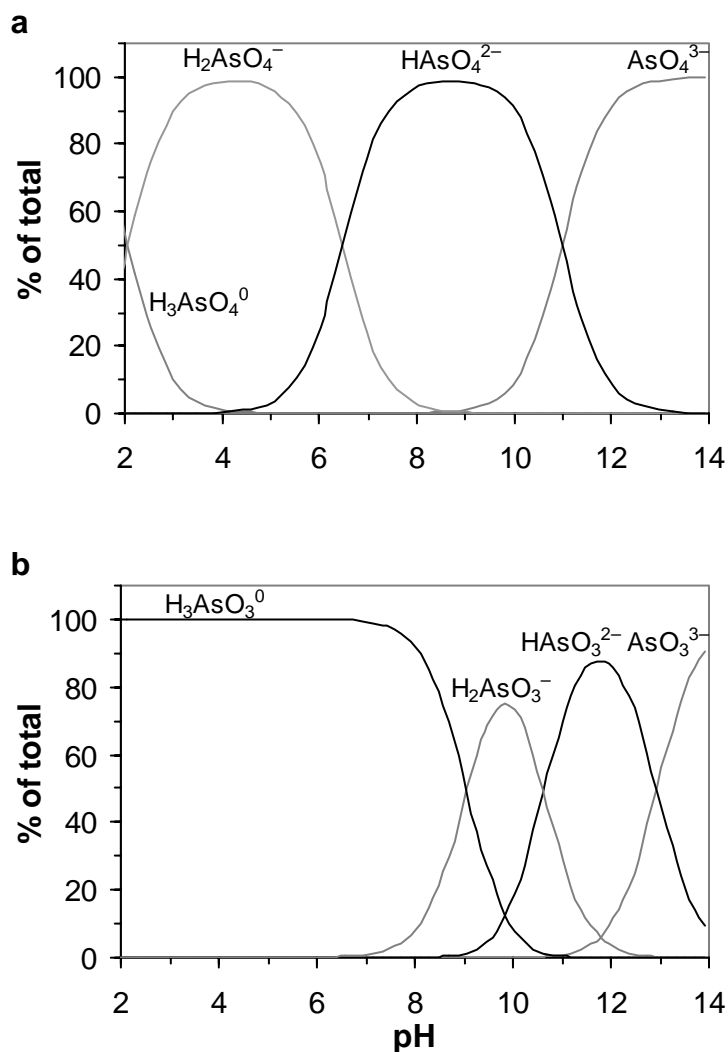 a
H₂AsO₄⁻ HAsO₄²⁻ AsO₄³⁻
100
80
60
40
20
0
% of total
H₃AsO₄⁰
2 4 6 8 10 12 14
b
H₃AsO₃⁰
HAsO₃²⁻ AsO₃³⁻
H₂AsO₃⁻
100
80
60
40
20
0
% of total
2 4 6 8 10 12 14
pH